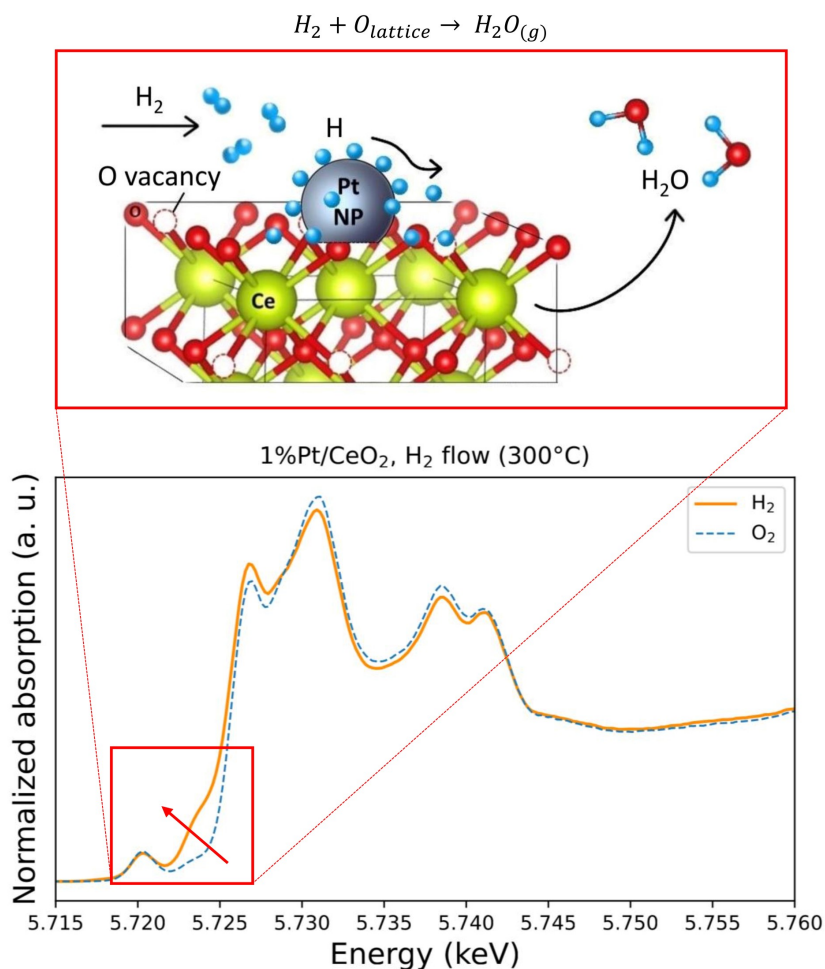 H₂ + O_lattice → H₂O_(g)
H₂
H
O vacancy
Pt
NP
H₂O
O
Ce
1%Pt/CeO₂, H₂ flow (300°C)
H₂
O₂
Normalized absorption (a. u.)
5.715 5.720 5.725 5.730 5.735 5.740 5.745 5.750 5.755 5.760
Energy (keV)